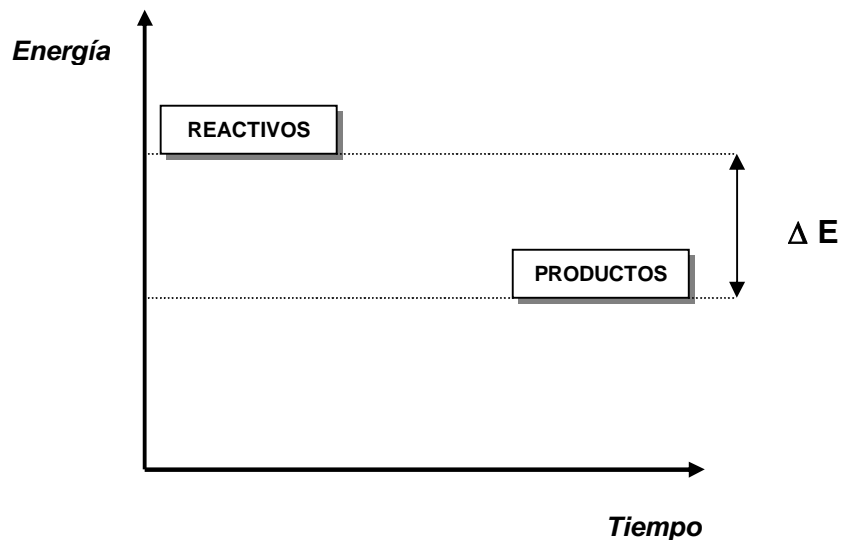 Energía
REACTIVOS
Δ E
PRODUCTOS
Tiempo